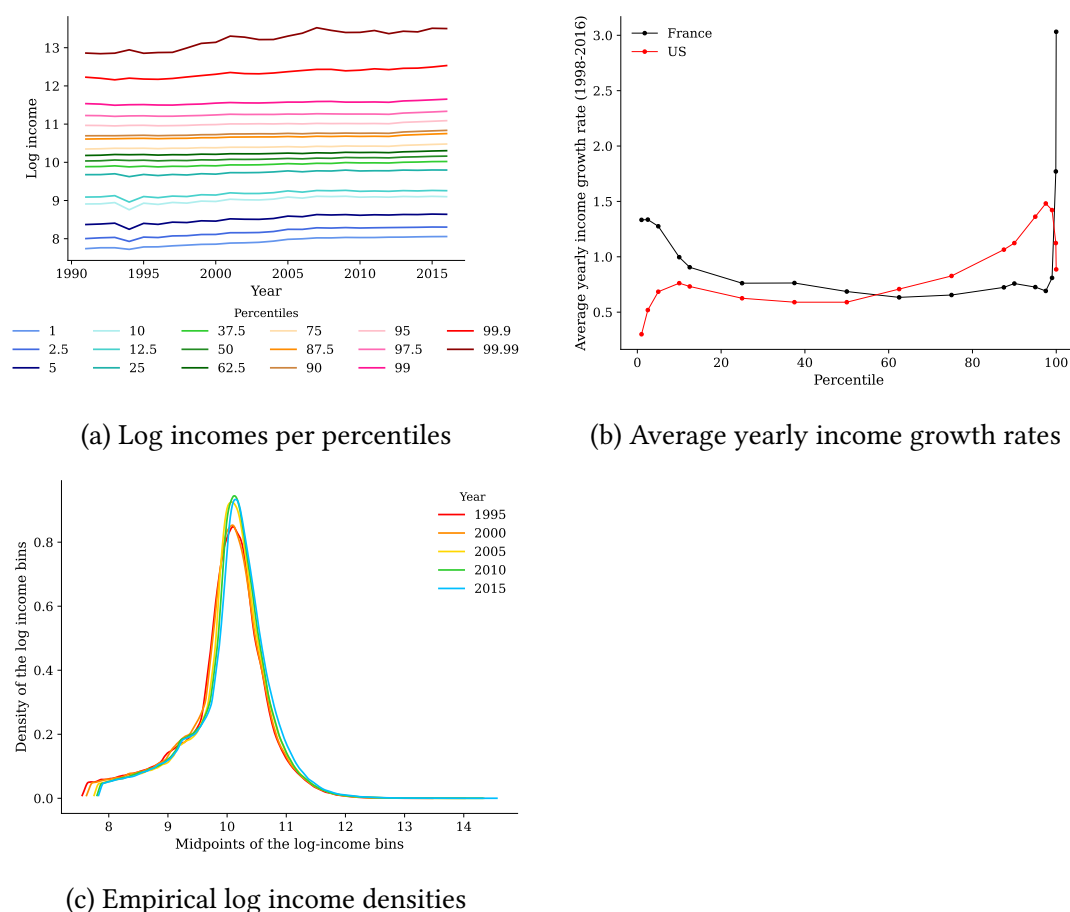 Log income
13
12
11
10
9
8
1990 1995 2000 2005 2010 2015
Year
Percentiles
1 10 37.5 75 95 99.9
2.5 12.5 50 87.5 97.5 99.99
5 25 62.5 90 99
(a) Log incomes per percentiles
Average yearly income growth rate (1998-2016)
3.0
2.5
2.0
1.5
1.0
0.5
France
US
0 20 40 60 80 100
Percentile
(b) Average yearly income growth rates
Density of the log income bins
0.8
0.6
0.4
0.2
0.0
Year
1995
2000
2005
2010
2015
8 9 10 11 12 13 14
Midpoints of the log-income bins
(c) Empirical log income densities